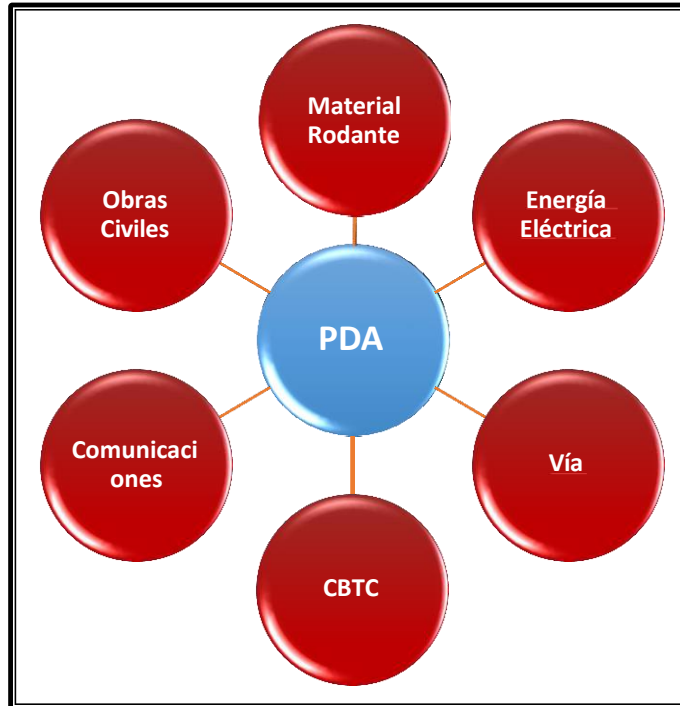 Material
Rodante
Obras
Civiles
Energía
Eléctrica
PDA
Comunicaci
ones
Vía
CBTC